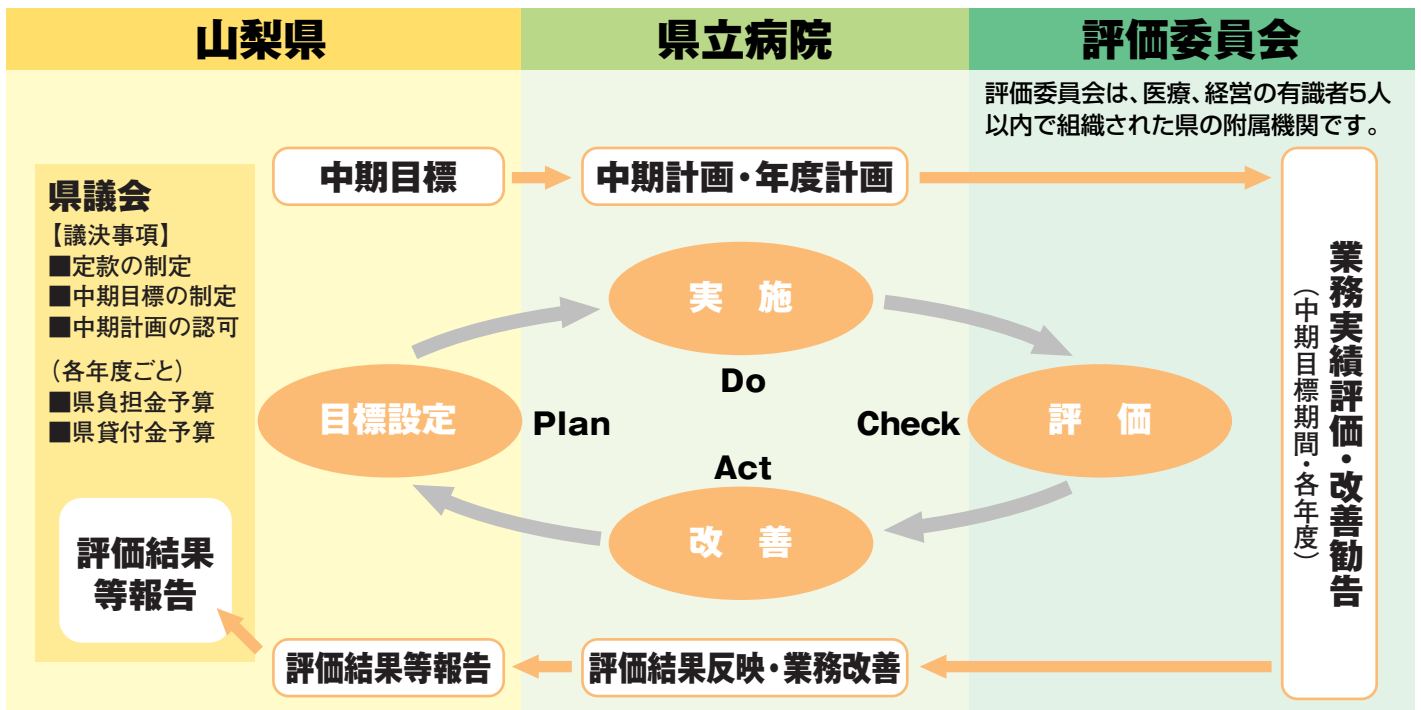 山梨県
県立病院
評価委員会
評価委員会は、医療、経営の有識者5人
以内で組織された県の附属機関です。
中期目標
中期計画・年度計画
県議会
【議決事項】
■定款の制定
■中期目標の制定
■中期計画の認可
（各年度ごと）
■県負担金予算
■県貸付金予算
実　施
Do
目標設定
Plan
Check
評　価
Act
改　善
業務実績評価・改善勧告
（中期目標期間・各年度）
評価結果
等報告
評価結果等報告
評価結果反映・業務改善